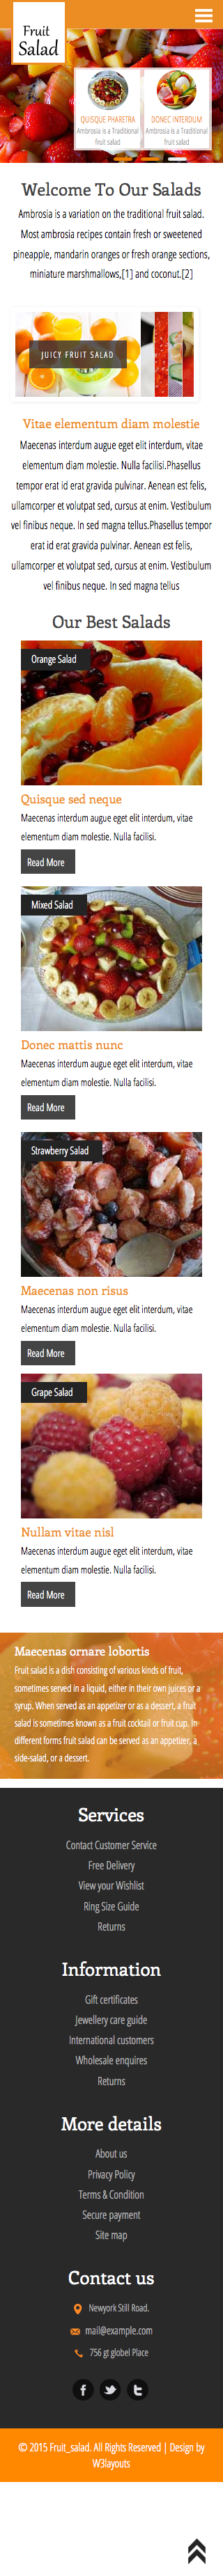 Fruit
Salad
QUISQUE PHARETRA
Ambrosia is a Traditional
fruit salad
DONEC INTERDUM
Ambrosia is a Traditional
fruit salad
Welcome To Our Salads
Ambrosia is a variation on the traditional fruit salad.
Most ambrosia recipes contain fresh or sweetened
pineapple, mandarin oranges or fresh orange sections,
miniature marshmallows,[1] and coconut.[2]
JUICY FRUIT SALAD
Vitae elementum diam molestie
Maecenas interdum augue eget elit interdum, vitae
elementum diam molestie. Nulla facilisi.Phasellus
tempor erat id erat gravida pulvinar. Aenean est felis,
ullamcorper et volutpat sed, cursus at enim. Vestibulum
vel finibus neque. In sed magna tellus.Phasellus tempor
erat id erat gravida pulvinar. Aenean est felis,
ullamcorper et volutpat sed, cursus at enim. Vestibulum
vel finibus neque. In sed magna tellus
Our Best Salads
Orange Salad
Quisque sed neque
Maecenas interdum augue eget elit interdum, vitae
elementum diam molestie. Nulla facilisi.
Read More
Mixed Salad
Donec mattis nunc
Maecenas interdum augue eget elit interdum, vitae
elementum diam molestie. Nulla facilisi.
Read More
Strawberry Salad
Maecenas non risus
Maecenas interdum augue eget elit interdum, vitae
elementum diam molestie. Nulla facilisi.
Read More
Grape Salad
Nullam vitae nisl
Maecenas interdum augue eget elit interdum, vitae
elementum diam molestie. Nulla facilisi.
Read More
Maecenas ornare lobortis
Fruit salad is a dish consisting of various kinds of fruit,
sometimes served in a liquid, either in their own juices or a
syrup. When served as an appetizer or as a dessert, a fruit
salad is sometimes known as a fruit cocktail or fruit cup. In
different forms fruit salad can be served as an appetizer, a
side-salad, or a dessert.
Services
Contact Customer Service
Free Delivery
View your Wishlist
Ring Size Guide
Returns
Information
Gift certificates
Jewellery care guide
International customers
Wholesale enquires
Returns
More details
About us
Privacy Policy
Terms & Condition
Secure payment
Site map
Contact us
Newyork Still Road.
mail@example.com
756 gt global Place
© 2015 Fruit_salad. All Rights Reserved | Design by
W3layouts